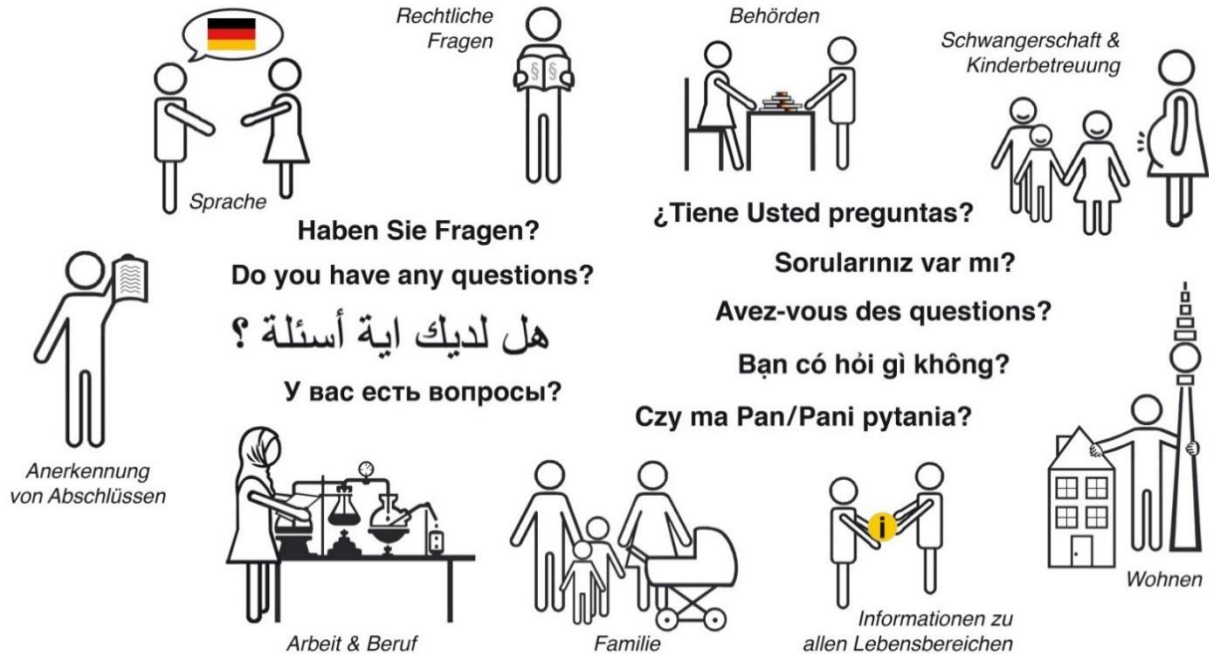 Rechtliche
Fragen
Behörden
Schwangerschaft &
Kinderbetreuung
§ §
Sprache
Haben Sie Fragen?
Do you have any questions?
هل لديك اية أسئلة ؟
У вас есть вопросы?
¿Tiene Usted preguntas?
Sorularınız var mı?
Avez-vous des questions?
Bạn có hỏi gì không?
Czy ma Pan/Pani pytania?
Anerkennung
von Abschlüssen
Arbeit & Beruf
Familie
i
Informationen zu
allen Lebensbereichen
Wohnen